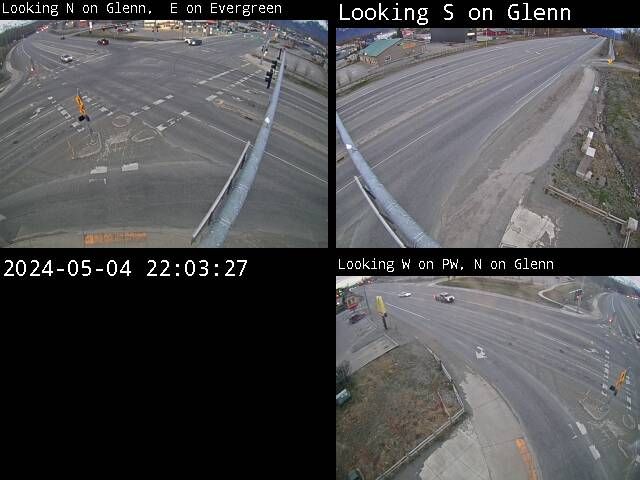 Looking N on Glenn,  E on Evergreen
Looking S on Glenn
2024-05-04 22:03:27
Looking W on PW, N on Glenn